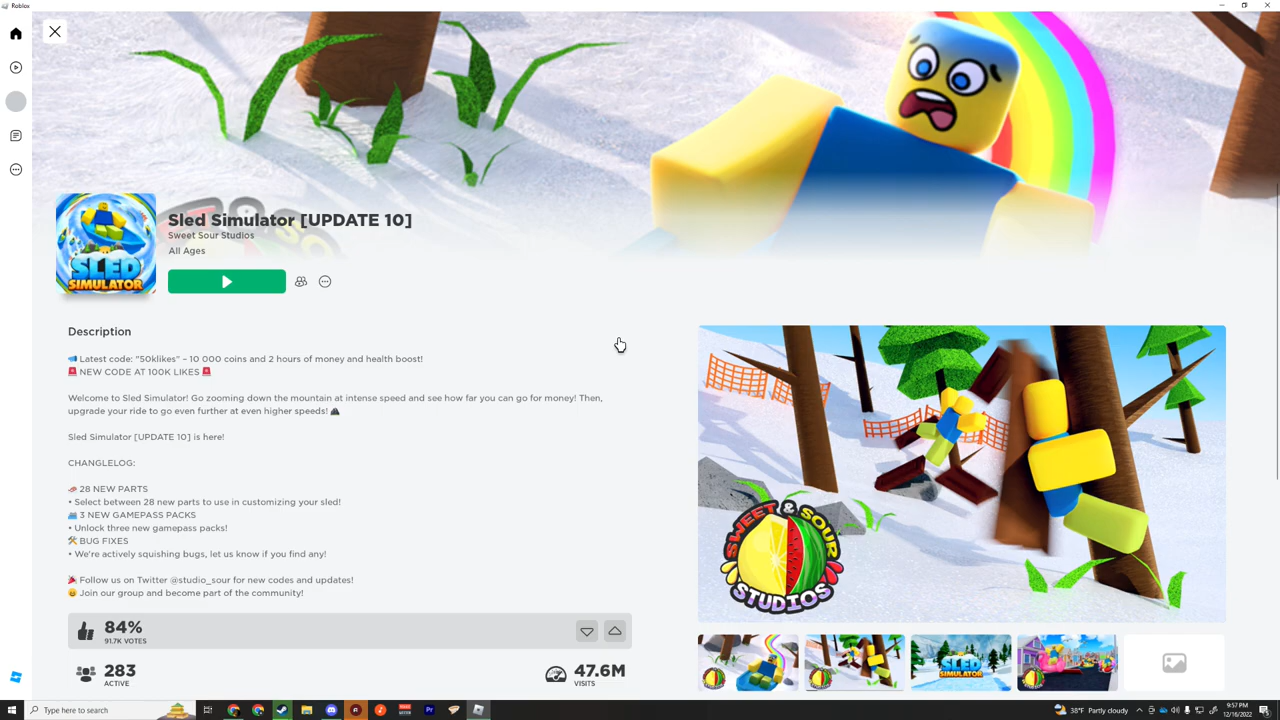 Roblox
Sled Simulator [UPDATE 10]
Sweet Sour Studios
All Ages
SLED
SIMULATOR
Description
📢 Latest code: "50klikes" – 10 000 coins and 2 hours of money and health boost!
🚨 NEW CODE AT 100K LIKES 🚨
Welcome to Sled Simulator! Go zooming down the mountain at intense speed and see how far you can go for money! Then,
upgrade your ride to go even further at even higher speeds! 🏔
Sled Simulator [UPDATE 10] is here!
CHANGLELOG:
🛷 28 NEW PARTS
• Select between 28 new parts to use in customizing your sled!
🛋 3 NEW GAMEPASS PACKS
• Unlock three new gamepass packs!
🛠 BUG FIXES
• We're actively squishing bugs, let us know if you find any!
🎉 Follow us on Twitter @studio_sour for new codes and updates!
😀 Join our group and become part of the community!
84%
91.7K VOTES
283
ACTIVE
47.6M
VISITS
SWEET & SOUR
STUDIOS
SLED
SIMULATOR
Type here to search
38°F Partly cloudy
9:57 PM
12/16/2022